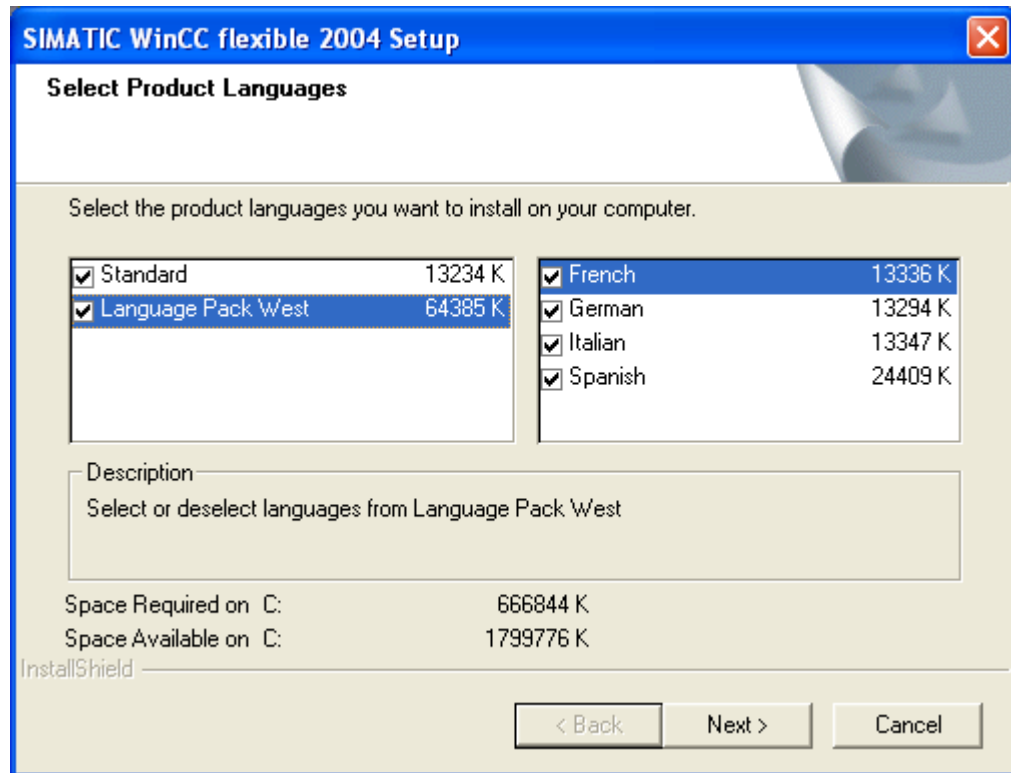 SIMATIC WinCC flexible 2004 Setup
Select Product Languages
Select the product languages you want to install on your computer.
Standard 13234 K
Language Pack West 64385 K
French 13336 K
German 13294 K
Italian 13347 K
Spanish 24409 K
Description
Select or deselect languages from Language Pack West
Space Required on C: 666844 K
Space Available on C: 1799776 K
InstallShield
< Back Next > Cancel